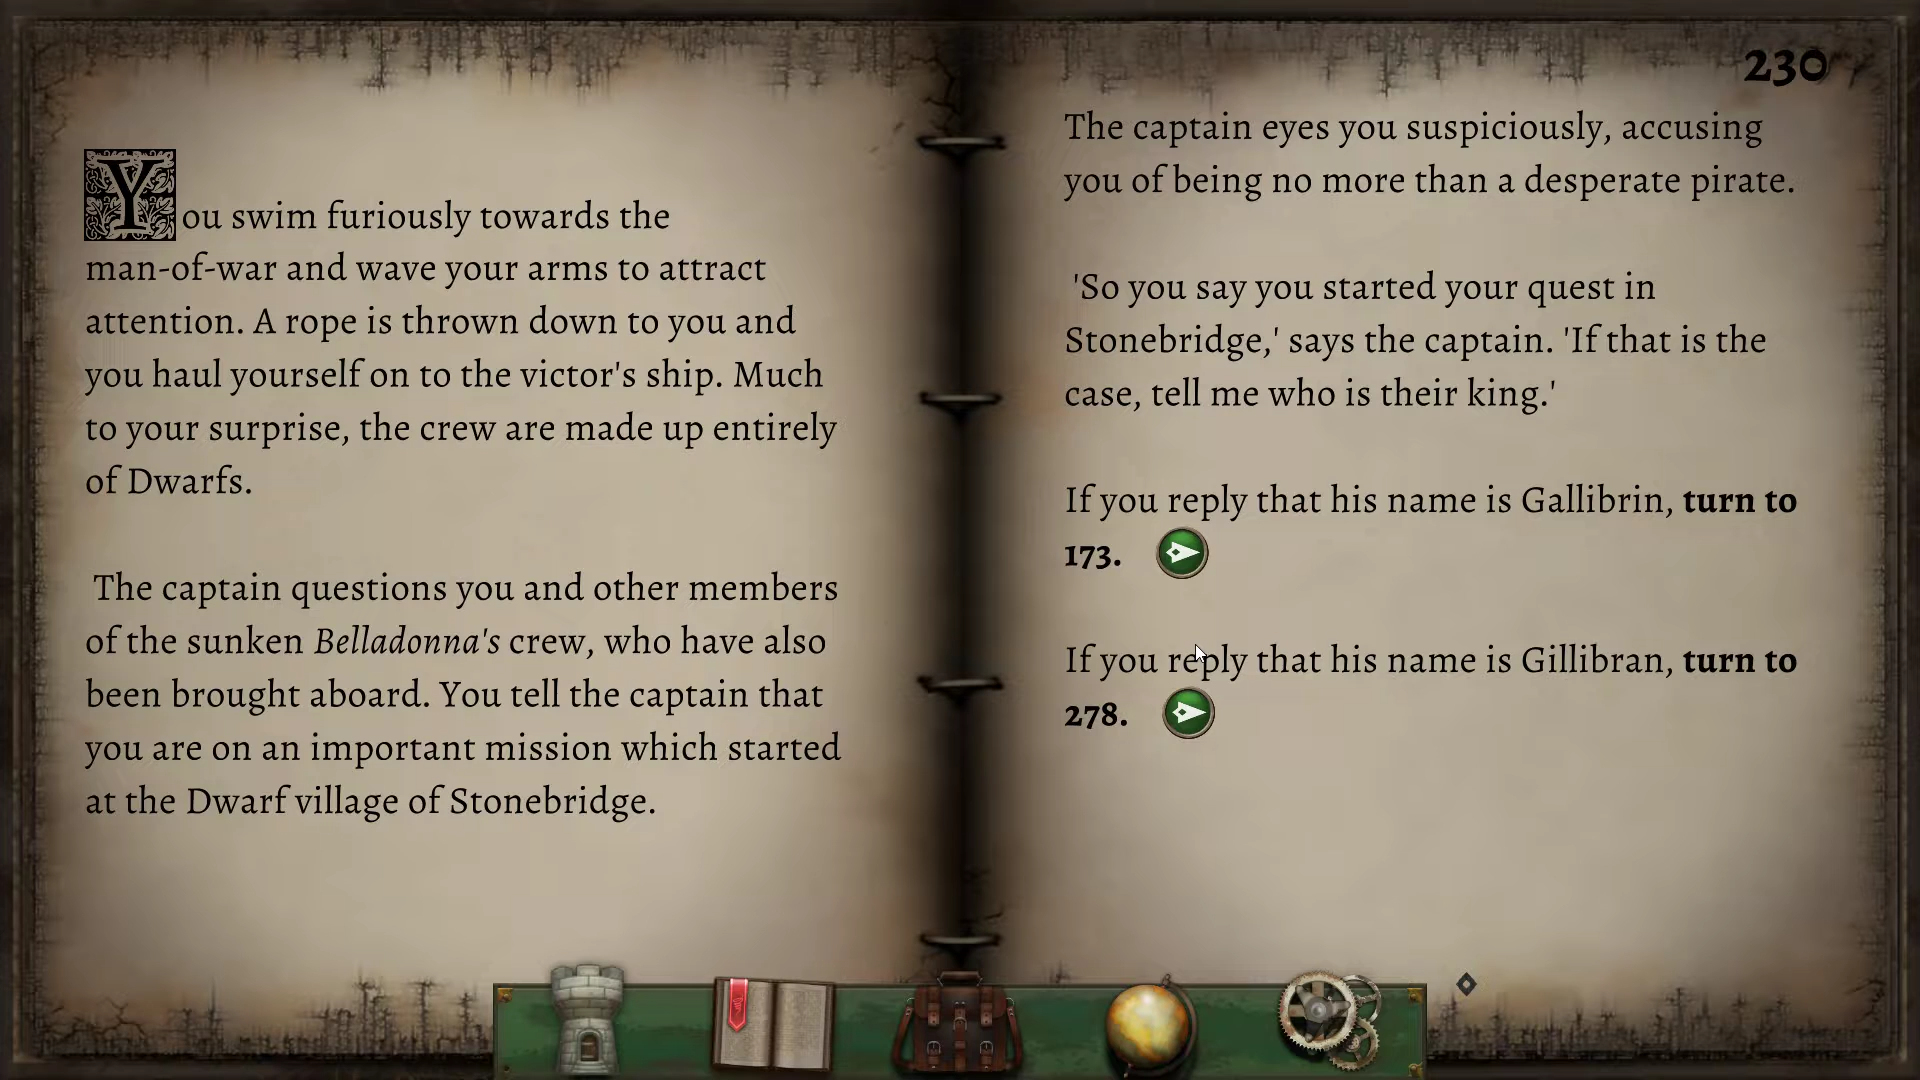 You swim furiously towards the
man-of-war and wave your arms to attract
attention. A rope is thrown down to you and
you haul yourself on to the victor's ship. Much
to your surprise, the crew are made up entirely
of Dwarfs.
The captain questions you and other members
of the sunken Belladonna's crew, who have also
been brought aboard. You tell the captain that
you are on an important mission which started
at the Dwarf village of Stonebridge.
230
The captain eyes you suspiciously, accusing
you of being no more than a desperate pirate.
'So you say you started your quest in
Stonebridge,' says the captain. 'If that is the
case, tell me who is their king.'
If you reply that his name is Gallibrin, turn to
173.
If you reply that his name is Gillibran, turn to
278.